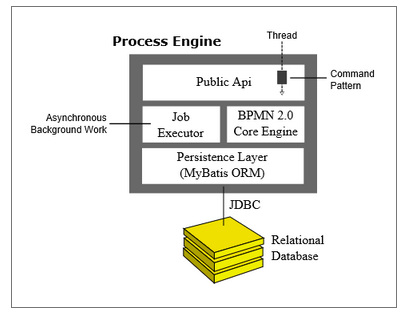 Thread
Process Engine
Public Api
Command
Pattern
Asynchronous
Background Work
Job
Executor
BPMN 2.0
Core Engine
Persistence Layer
(MyBatis ORM)
JDBC
Relational
Database